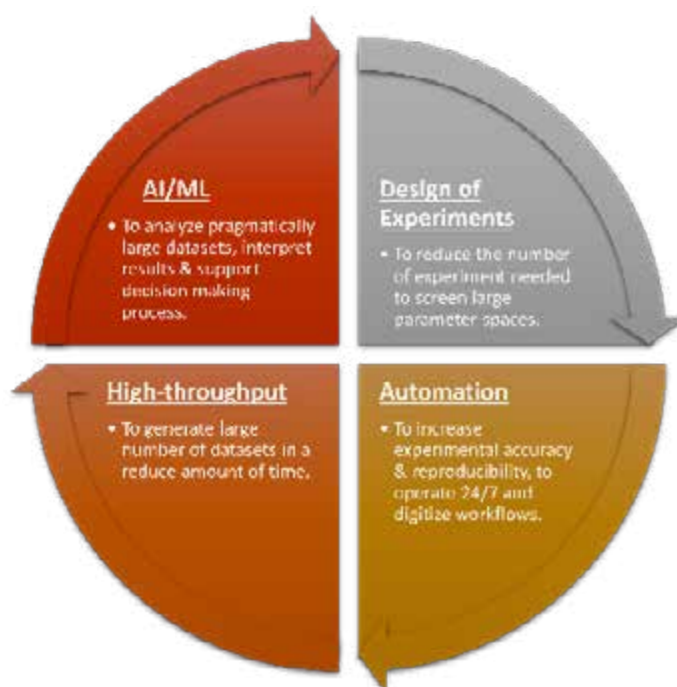 AI/ML
• To analyze pragmatically
large datasets, interpret
results & support
decision making
process.
Design of
Experiments
• To reduce the number
of experiment needed
to screen large
parameter spaces.
High-throughput
• To generate large
number of datasets in a
reduce amount of time.
Automation
• To increase
experimental accuracy
& reproducibility, to
operate 24/7 and
digitize workflows.